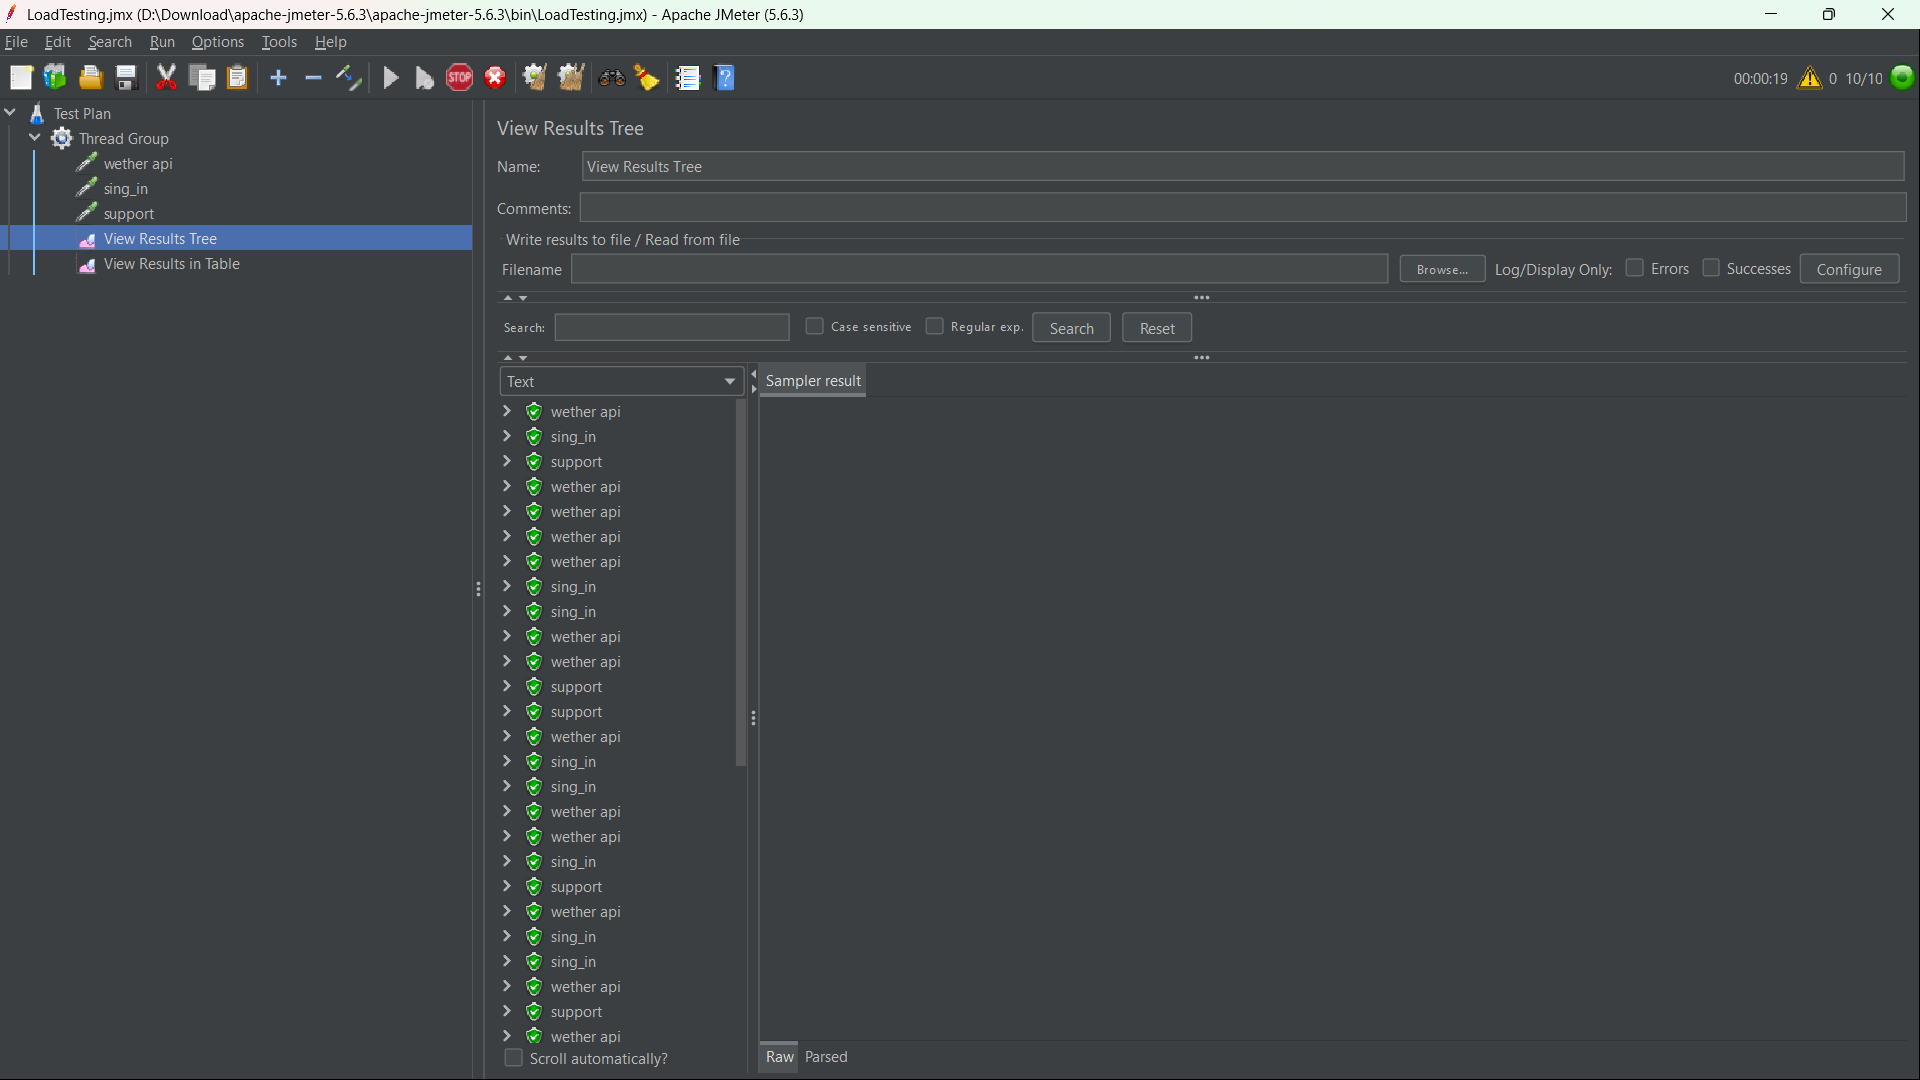 LoadTesting.jmx (D:\Download\apache-jmeter-5.6.3\apache-jmeter-5.6.3\bin\LoadTesting.jmx) - Apache JMeter (5.6.3)
File Edit Search Run Options Tools Help
STOP
00:00:19 0 10/10
Test Plan
Thread Group
wether api
sing_in
support
View Results Tree
View Results in Table
View Results Tree
Name: View Results Tree
Comments:
Write results to file / Read from file
Filename Browse... Log/Display Only: Errors Successes Configure
Search: Case sensitive Regular exp. Search Reset
Text
wether api
sing_in
support
wether api
wether api
wether api
wether api
sing_in
sing_in
wether api
wether api
support
support
wether api
sing_in
sing_in
wether api
wether api
sing_in
support
wether api
sing_in
sing_in
wether api
support
wether api
Scroll automatically?
Sampler result
Raw Parsed